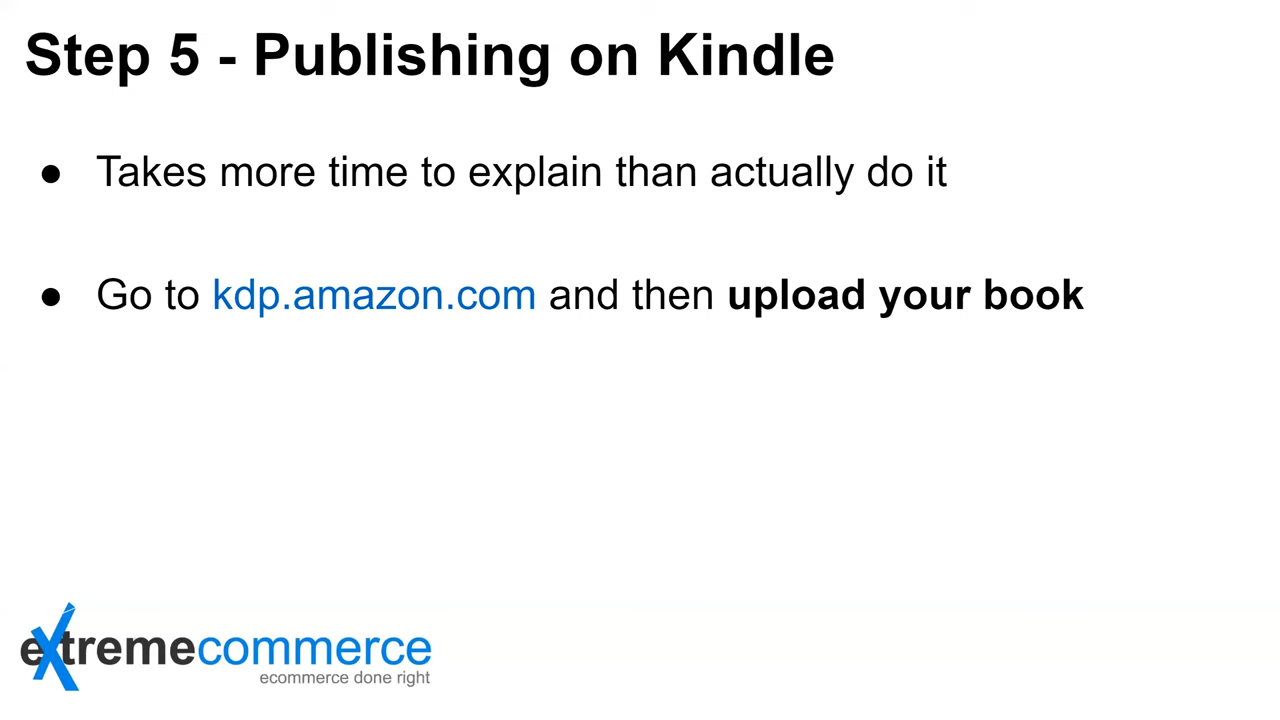 Step 5 - Publishing on Kindle
● Takes more time to explain than actually do it
● Go to kdp.amazon.com and then upload your book
extremecommerce
ecommerce done right